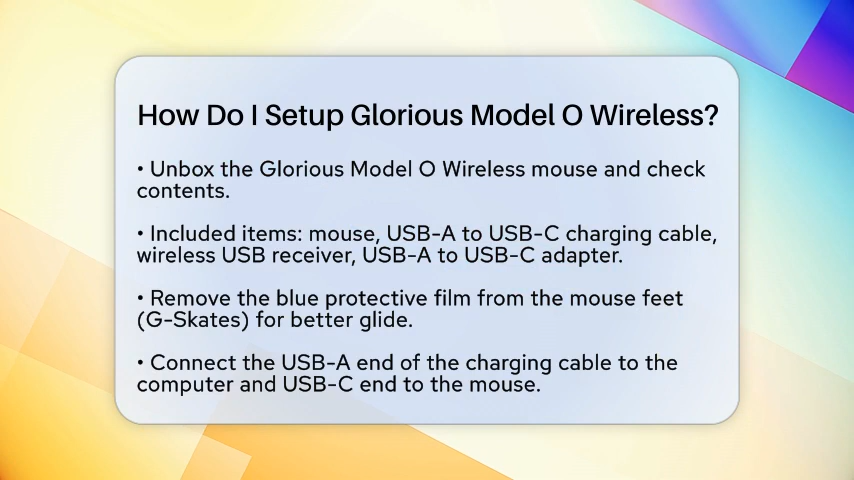 How Do I Setup Glorious Model O Wireless?
• Unbox the Glorious Model O Wireless mouse and check
contents.
• Included items: mouse, USB-A to USB-C charging cable,
wireless USB receiver, USB-A to USB-C adapter.
• Remove the blue protective film from the mouse feet
(G-Skates) for better glide.
• Connect the USB-A end of the charging cable to the
computer and USB-C end to the mouse.